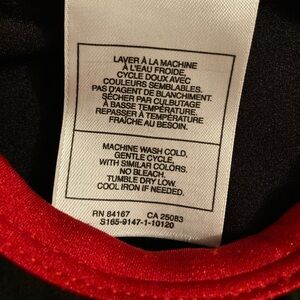 LAVER À LA MACHINE
À L'EAU FROIDE,
CYCLE DOUX AVEC
COULEURS SEMBLABLES.
PAS D'AGENT DE BLANCHIMENT.
SÉCHER PAR CULBUTAGE
À BASSE TEMPÉRATURE.
REPASSER À TEMPÉRATURE
FRAÎCHE AU BESOIN.
MACHINE WASH COLD,
GENTLE CYCLE,
WITH SIMILAR COLORS.
NO BLEACH.
TUMBLE DRY LOW.
COOL IRON IF NEEDED.
RN 84167 CA 25083
S165-9147-1-10120